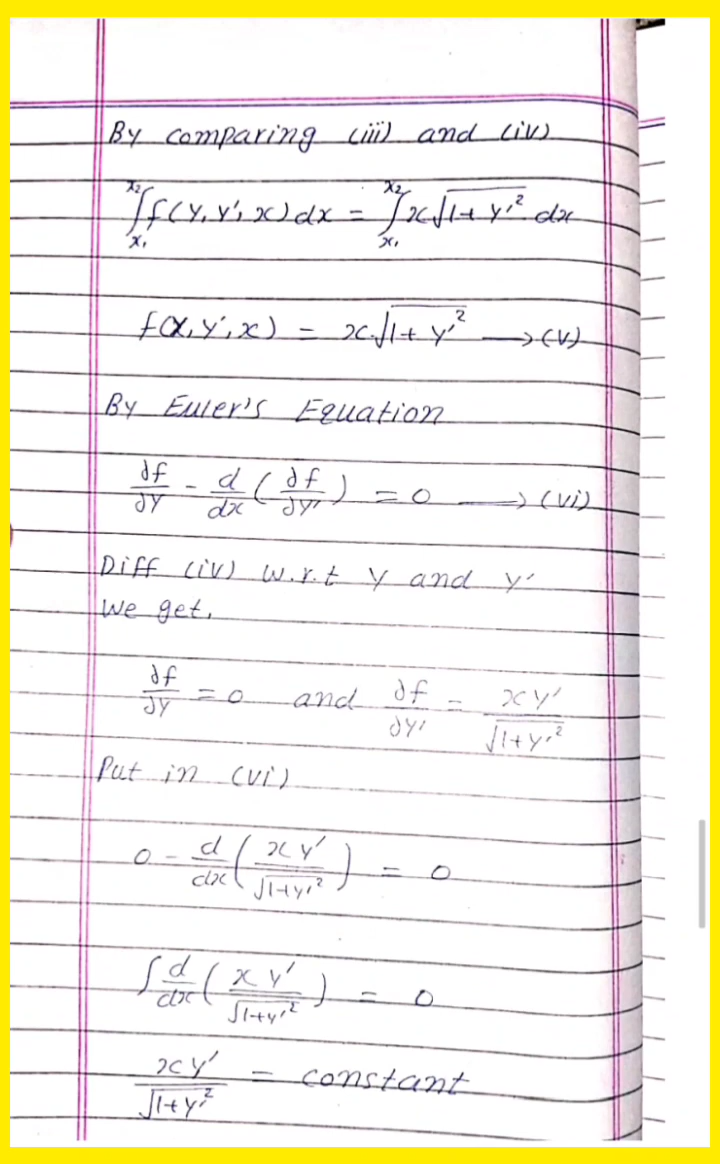 By comparing (iii) and (iv)
∫x₁^x₂ f(y, y', x) dx = ∫x₁^x₂ x√1+y'² dx
f(y, y', x) = x√1+y'² → (v)
By Euler's Equation
∂f/∂y - d/dx (∂f/∂y') = 0 → (vi)
Diff (iv) w.r.t y and y'
we get,
∂f/∂y = 0 and ∂f/∂y' = xy'/√1+y'²
Put in (vi)
0 - d/dx (xy'/√1+y'²) = 0
∫ d/dx (xy'/√1+y'²) = 0
xy'/√1+y'² = constant